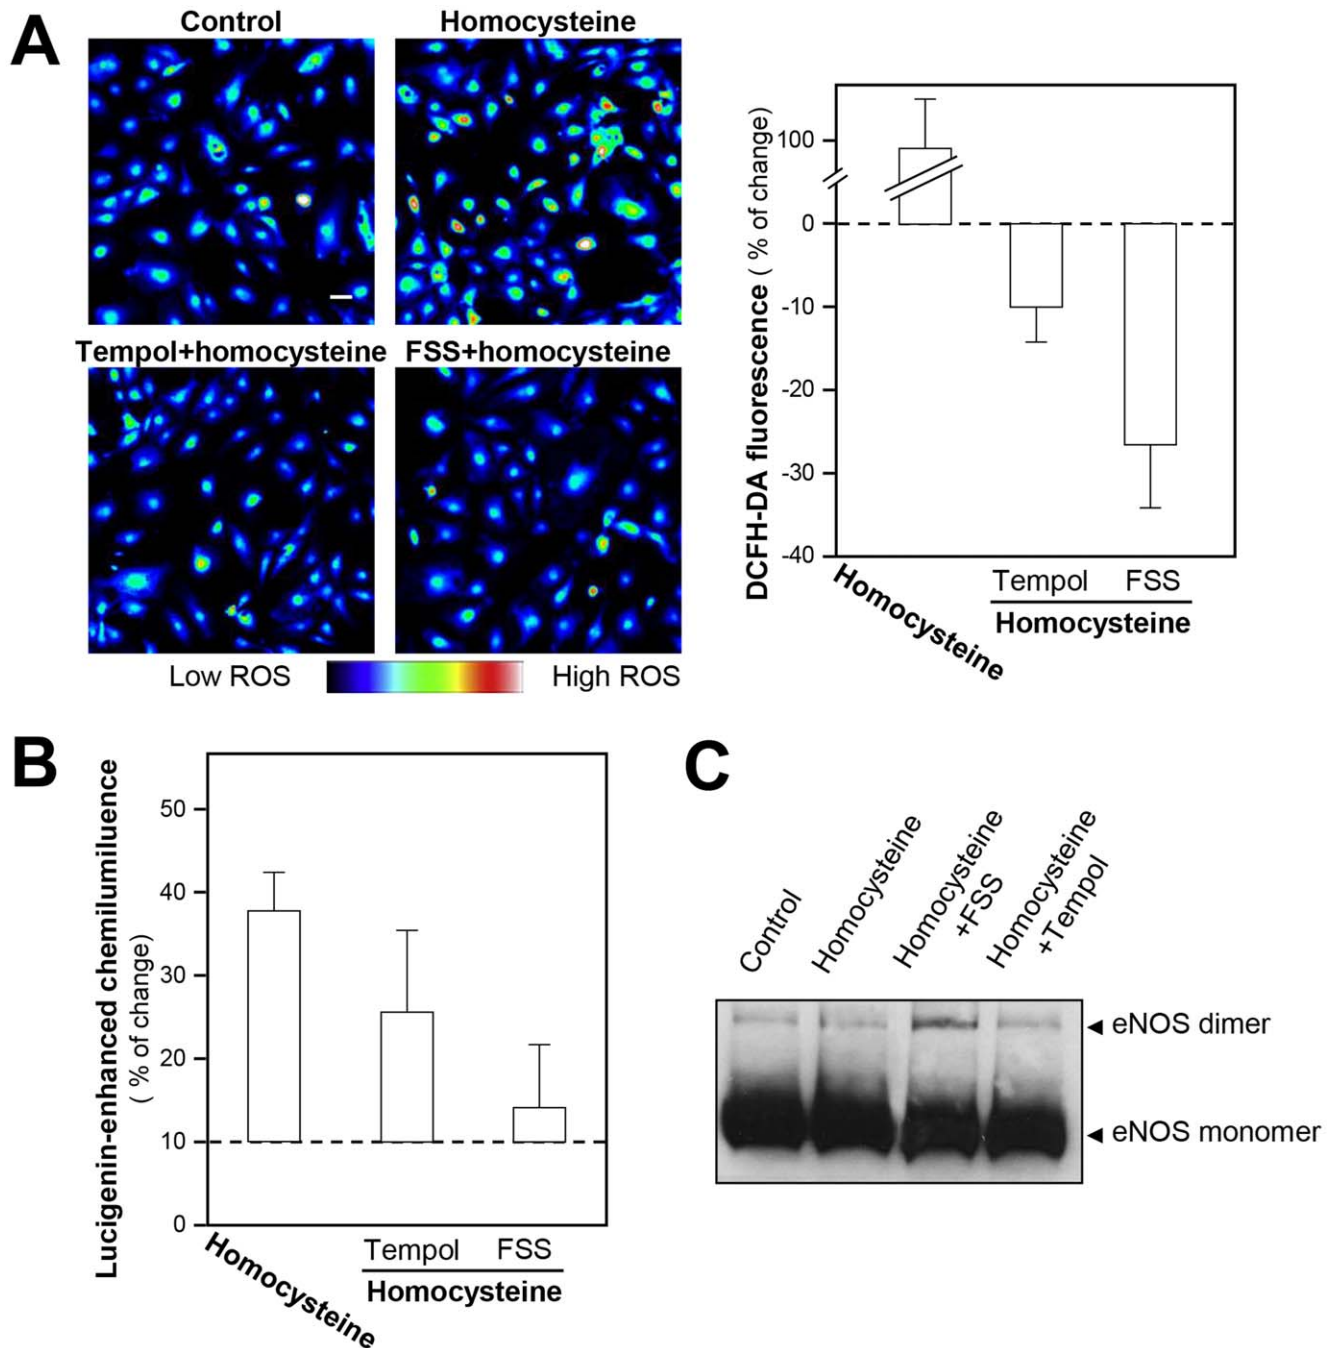 A
Control
Homocysteine
Tempol+homocysteine
FSS+homocysteine
Low ROS
High ROS
DCFH-DA fluorescence ( % of change)
100
0
-10
-20
-30
-40
Homocysteine
Tempol
FSS
Homocysteine
B
Lucigenin-enhanced chemiluminescence
( % of change)
50
40
30
20
10
0
Homocysteine
Tempol
FSS
Homocysteine
C
Control
Homocysteine
Homocysteine
+FSS
Homocysteine
+Tempol
eNOS dimer
eNOS monomer